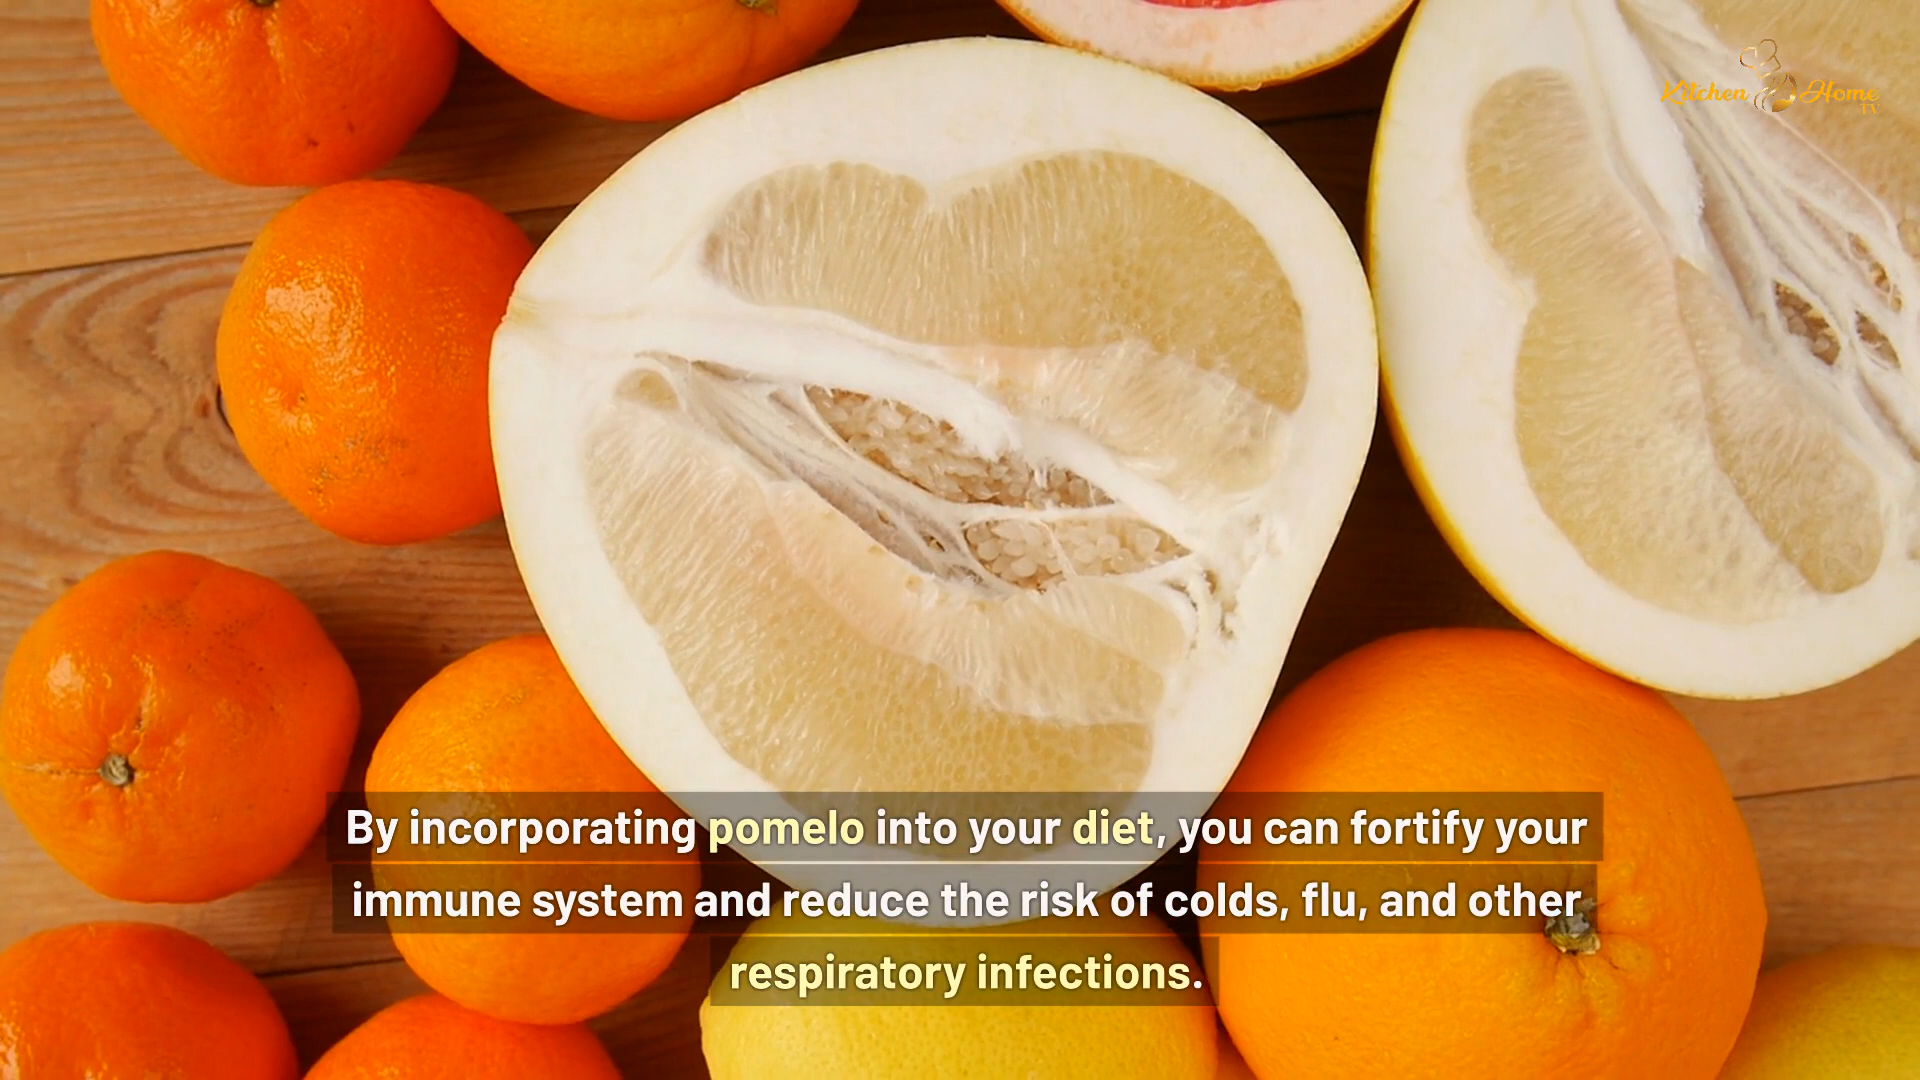 Kitchen Home
TV
By incorporating pomelo into your diet, you can fortify your
immune system and reduce the risk of colds, flu, and other
respiratory infections.